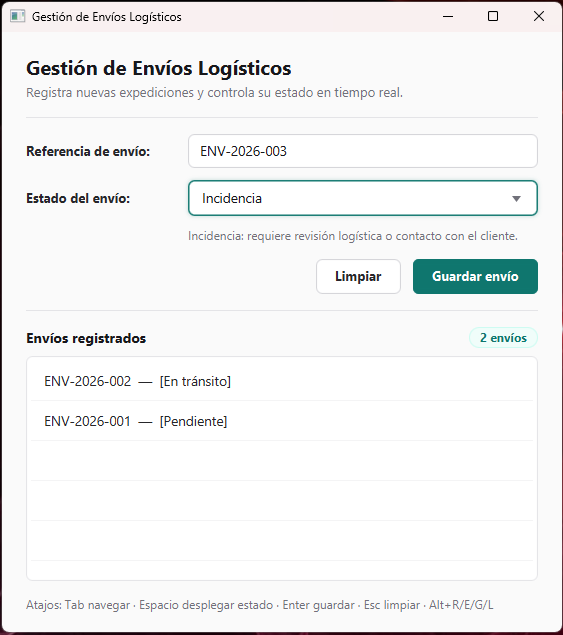 Gestión de Envíos Logísticos
Gestión de Envíos Logísticos
Registra nuevas expediciones y controla su estado en tiempo real.
Referencia de envío: ENV-2026-003
Estado del envío: Incidencia
Incidencia: requiere revisión logística o contacto con el cliente.
Limpiar Guardar envío
Envíos registrados 2 envíos
ENV-2026-002 — [En tránsito]
ENV-2026-001 — [Pendiente]
Atajos: Tab navegar · Espacio desplegar estado · Enter guardar · Esc limpiar · Alt+R/E/G/L